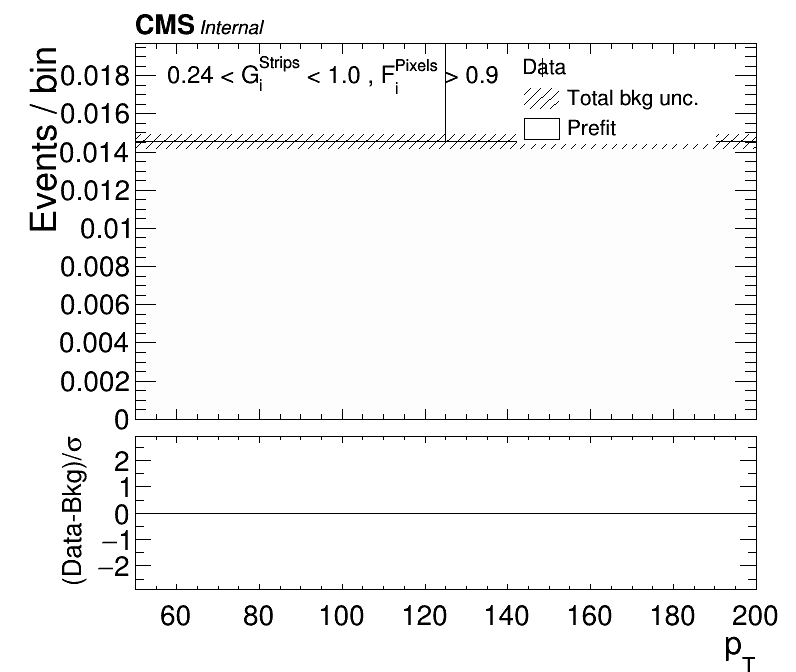 CMS Internal
Events / bin
0.24 < G_i^Strips < 1.0 , F_i^Pixels > 0.9
Data
Total bkg unc.
Prefit
0.018
0.016
0.014
0.012
0.01
0.008
0.006
0.004
0.002
0
(Data-Bkg)/σ
2
1
0
−1
−2
60 80 100 120 140 160 180 200
p_T